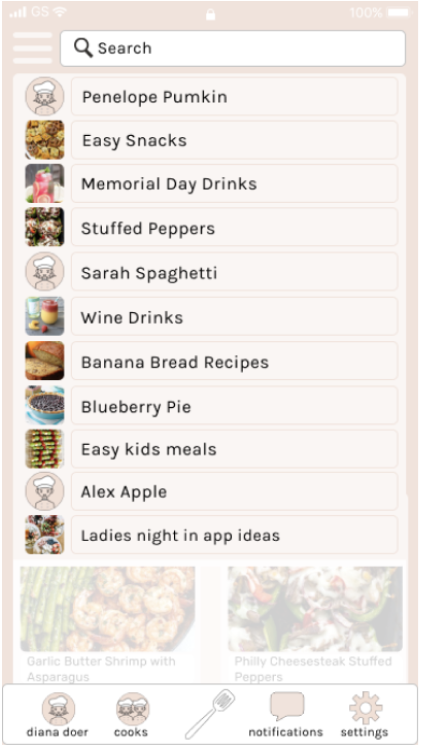 GS 100%
Search
Penelope Pumkin
Easy Snacks
Memorial Day Drinks
Stuffed Peppers
Sarah Spaghetti
Wine Drinks
Banana Bread Recipes
Blueberry Pie
Easy kids meals
Alex Apple
Ladies night in app ideas
Garlic Butter Shrimp with
Asparagus
Philly Cheesesteak Stuffed
Peppers
diana doer cooks notifications settings